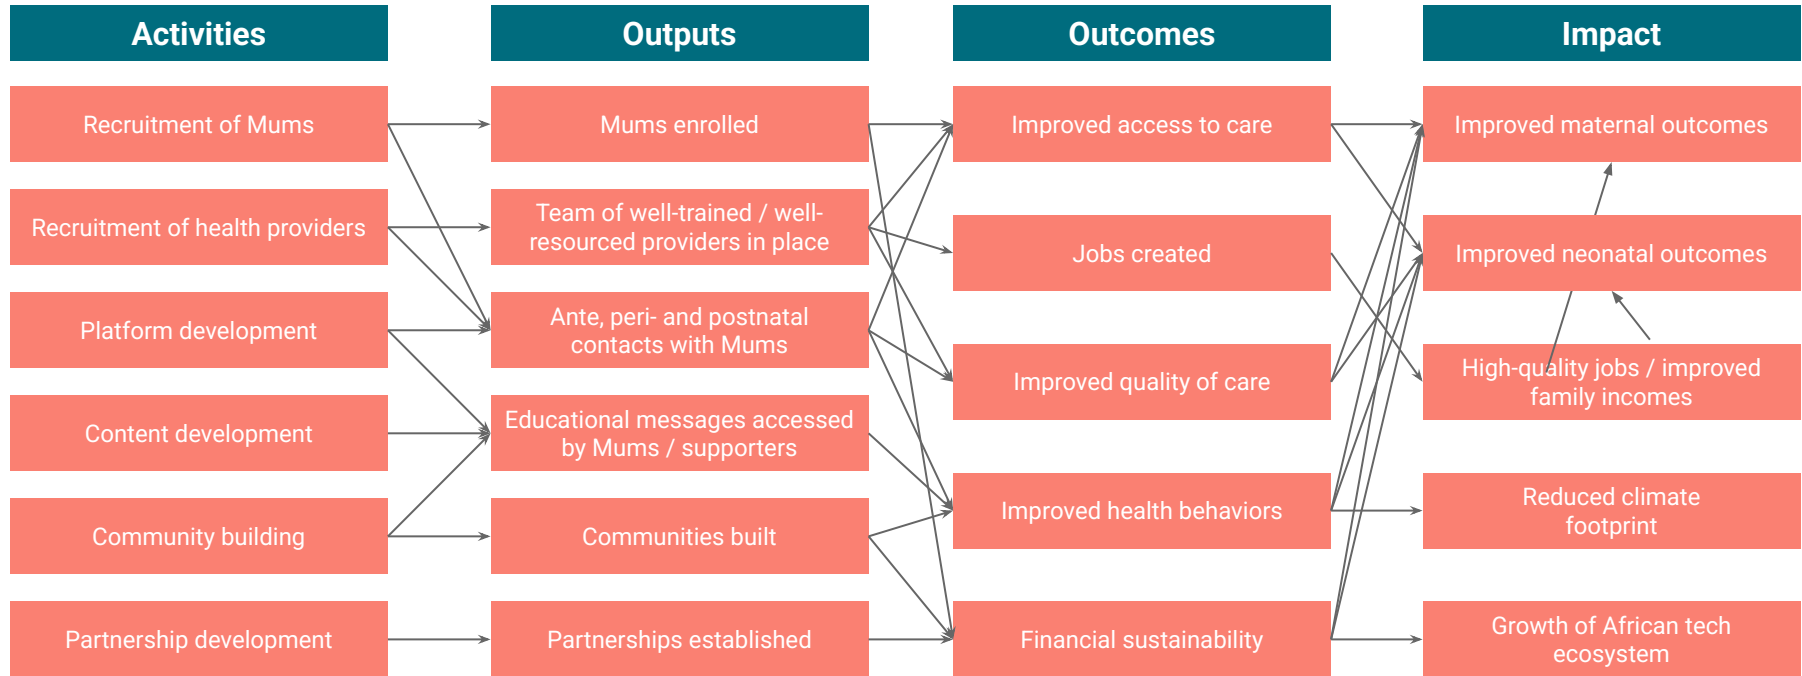 Activities
Outputs
Outcomes
Impact
Recruitment of Mums
Recruitment of health providers
Platform development
Content development
Community building
Partnership development
Mums enrolled
Team of well-trained / well-
resourced providers in place
Ante, peri- and postnatal
contacts with Mums
Educational messages accessed
by Mums / supporters
Communities built
Partnerships established
Improved access to care
Jobs created
Improved quality of care
Improved health behaviors
Financial sustainability
Improved maternal outcomes
Improved neonatal outcomes
High-quality jobs / improved
family incomes
Reduced climate
footprint
Growth of African tech
ecosystem